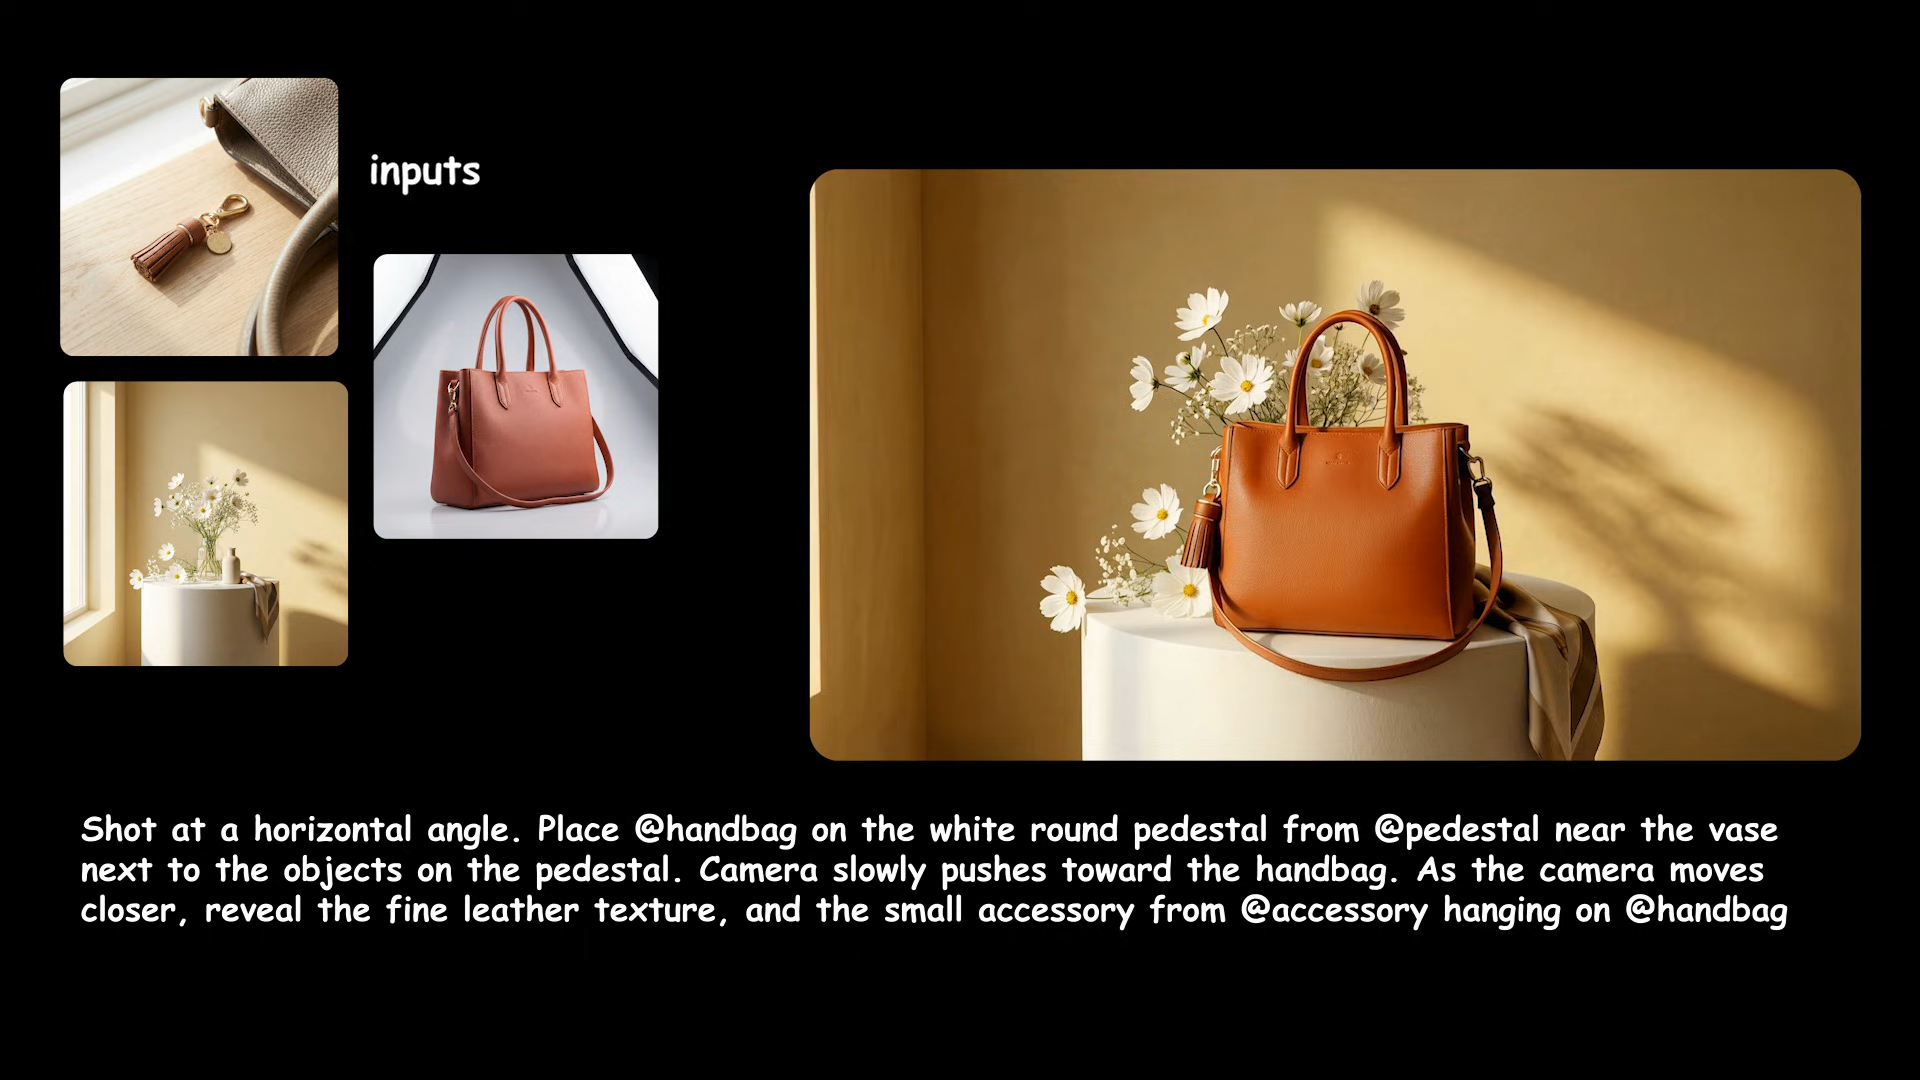 inputs
Shot at a horizontal angle. Place @handbag on the white round pedestal from @pedestal near the vase
next to the objects on the pedestal. Camera slowly pushes toward the handbag. As the camera moves
closer, reveal the fine leather texture, and the small accessory from @accessory hanging on @handbag